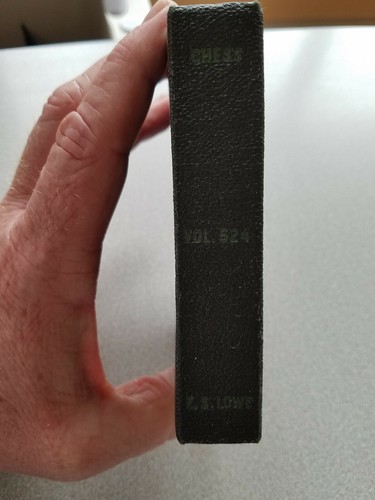 CHESS
VOL. 524
E. S. LOWE